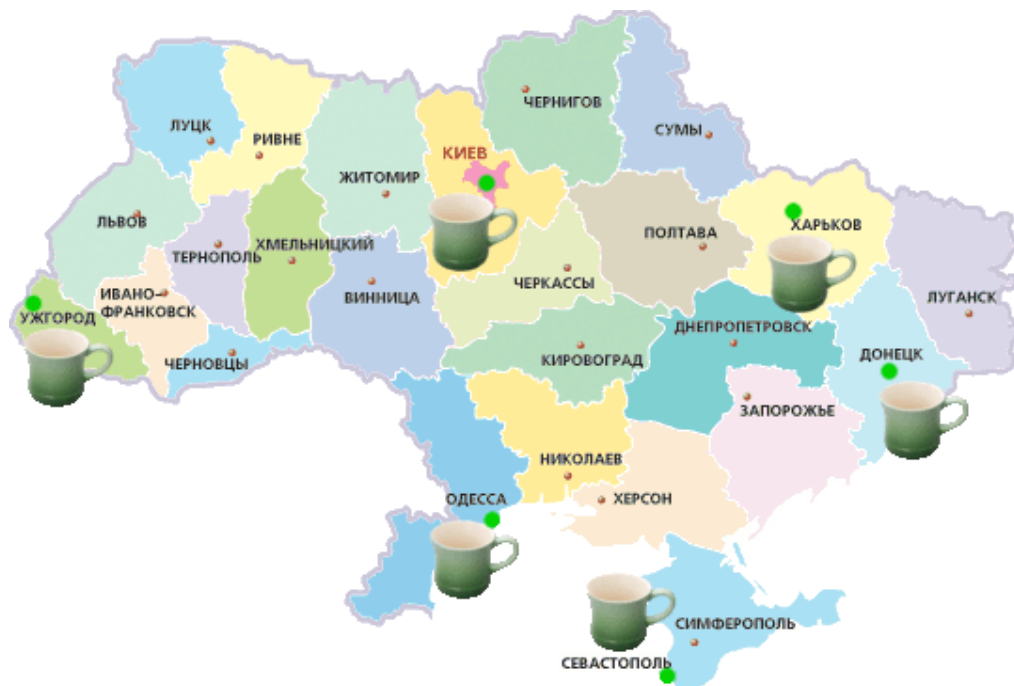 ЧЕРНИГОВ
ЛУЦК
СУМЫ
РИВНЕ
КИЕВ
ЖИТОМИР
ЛЬВОВ
ХАРЬКОВ
ПОЛТАВА
ХМЕЛЬНИЦКИЙ
ТЕРНОПОЛЬ
ЧЕРКАССЫ
ИВАНО-
ФРАНКОВСК
ВИННИЦА
ЛУГАНСК
УЖГОРОД
ДНЕПРОПЕТРОВСК
ДОНЕЦК
ЧЕРНОВЦЫ
КИРОВОГРАД
ЗАПОРОЖЬЕ
НИКОЛАЕВ
ОДЕССА
ХЕРСОН
СИМФЕРОПОЛЬ
СЕВАСТОПОЛЬ